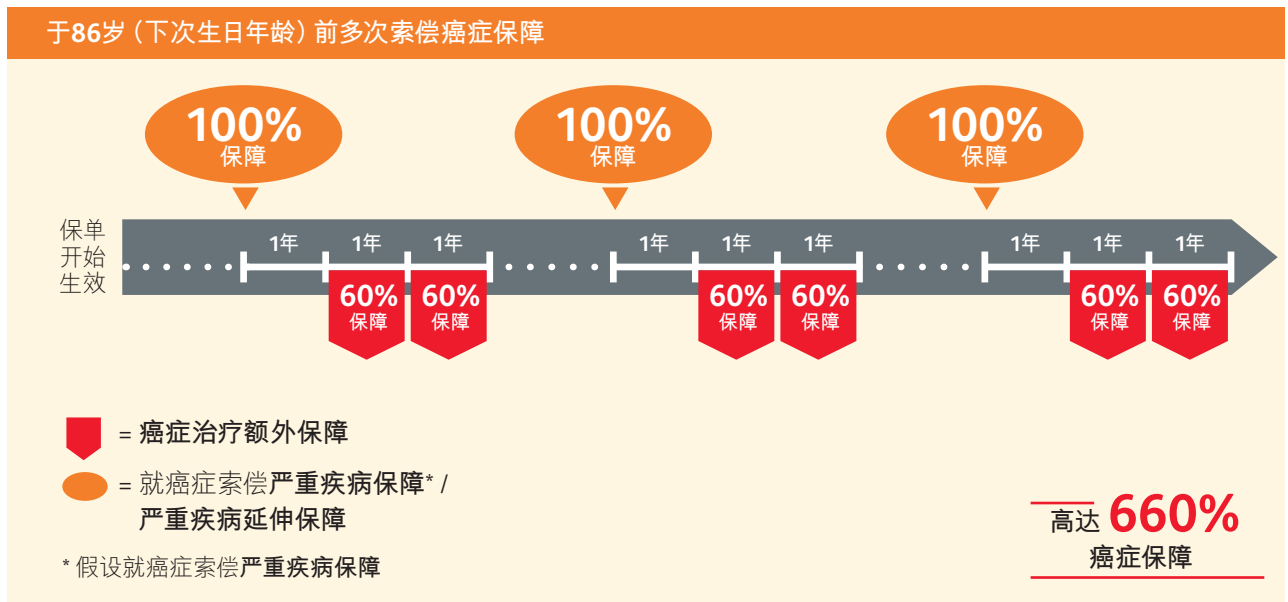 于86岁（下次生日年龄）前多次索偿癌症保障
100%
保障
100%
保障
100%
保障
保单
开始
生效
1年 1年 1年 1年 1年 1年 1年 1年 1年
60% 60% 60% 60% 60% 60%
保障 保障 保障 保障 保障 保障
= 癌症治疗额外保障
= 就癌症索偿严重疾病保障* /
严重疾病延伸保障
* 假设就癌症索偿严重疾病保障
高达 660%
癌症保障